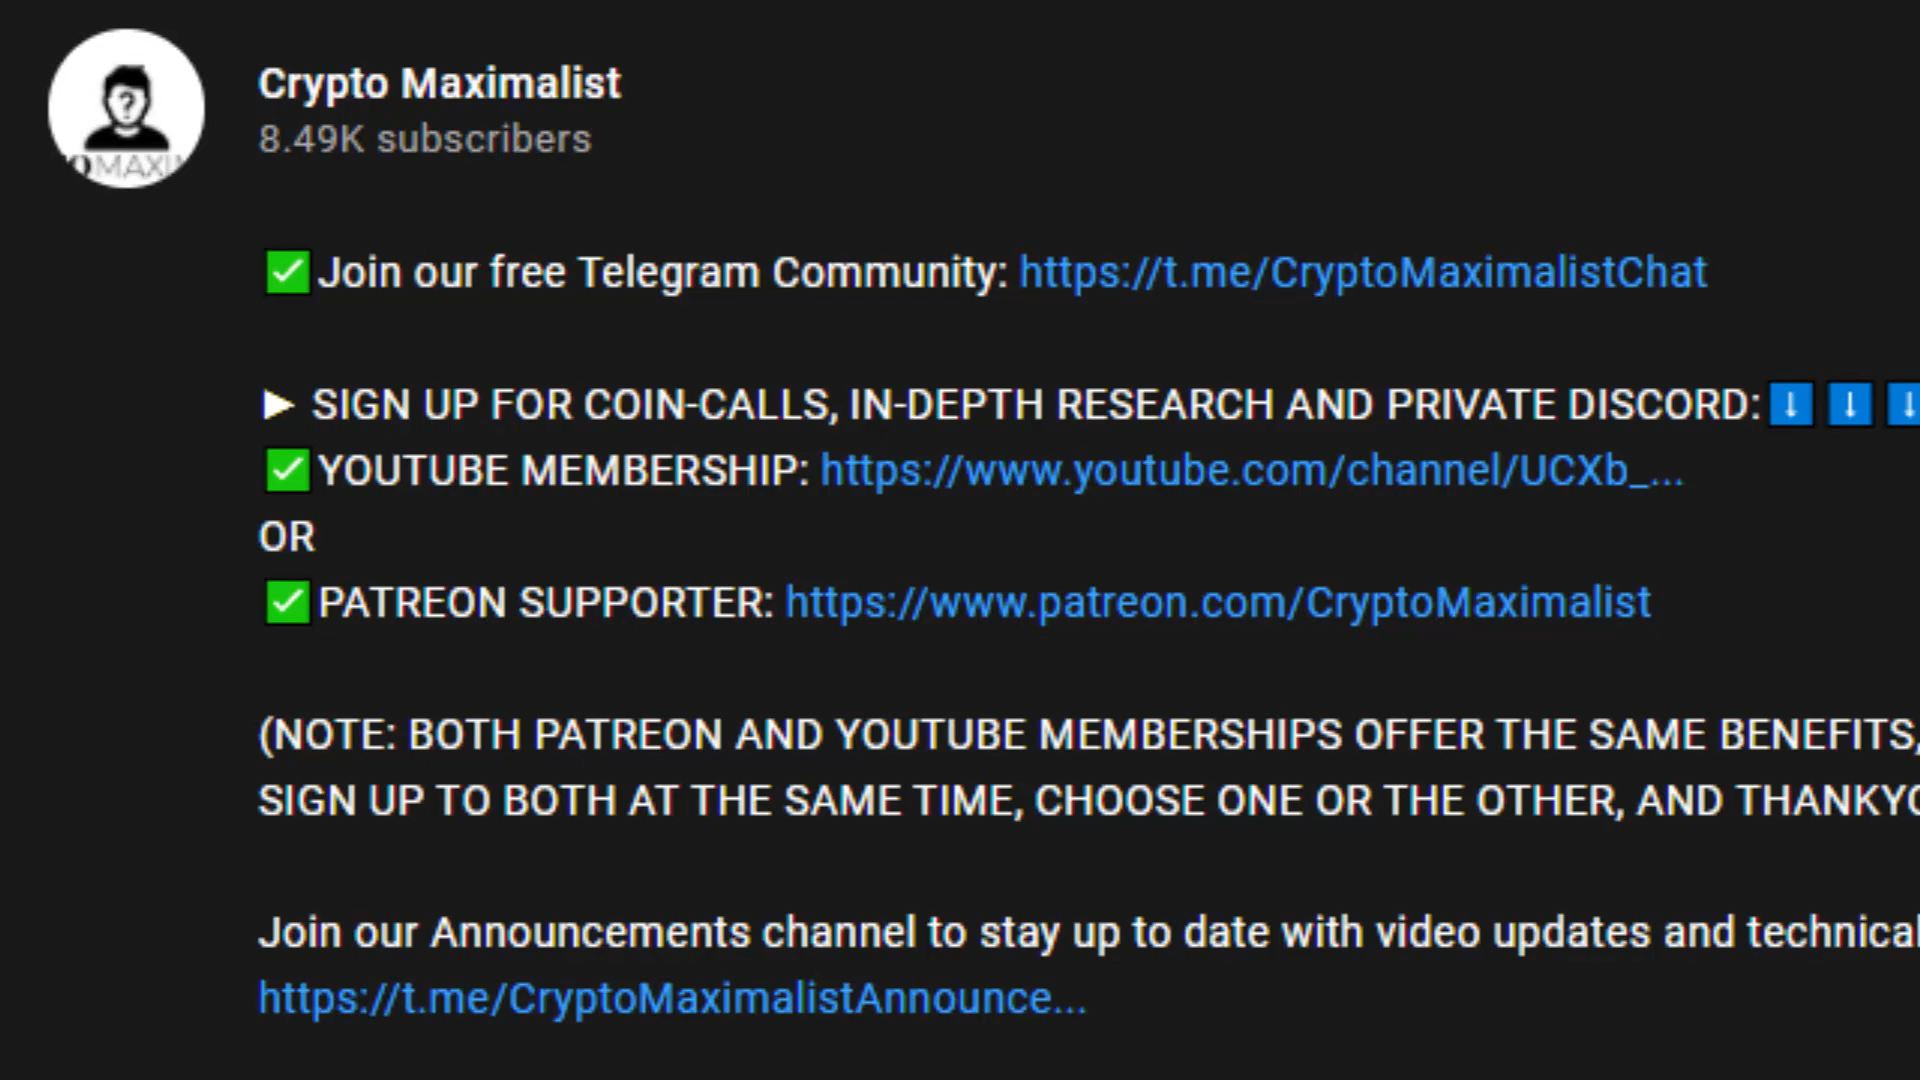 Crypto Maximalist
8.49K subscribers
?
OMAXIM
✅Join our free Telegram Community: https://t.me/CryptoMaximalistChat
► SIGN UP FOR COIN-CALLS, IN-DEPTH RESEARCH AND PRIVATE DISCORD:⬇️⬇️⬇️
✅YOUTUBE MEMBERSHIP: https://www.youtube.com/channel/UCXb_...
OR
✅PATREON SUPPORTER: https://www.patreon.com/CryptoMaximalist
(NOTE: BOTH PATREON AND YOUTUBE MEMBERSHIPS OFFER THE SAME BENEFITS,
SIGN UP TO BOTH AT THE SAME TIME, CHOOSE ONE OR THE OTHER, AND THANKYO
Join our Announcements channel to stay up to date with video updates and technical
https://t.me/CryptoMaximalistAnnounce...